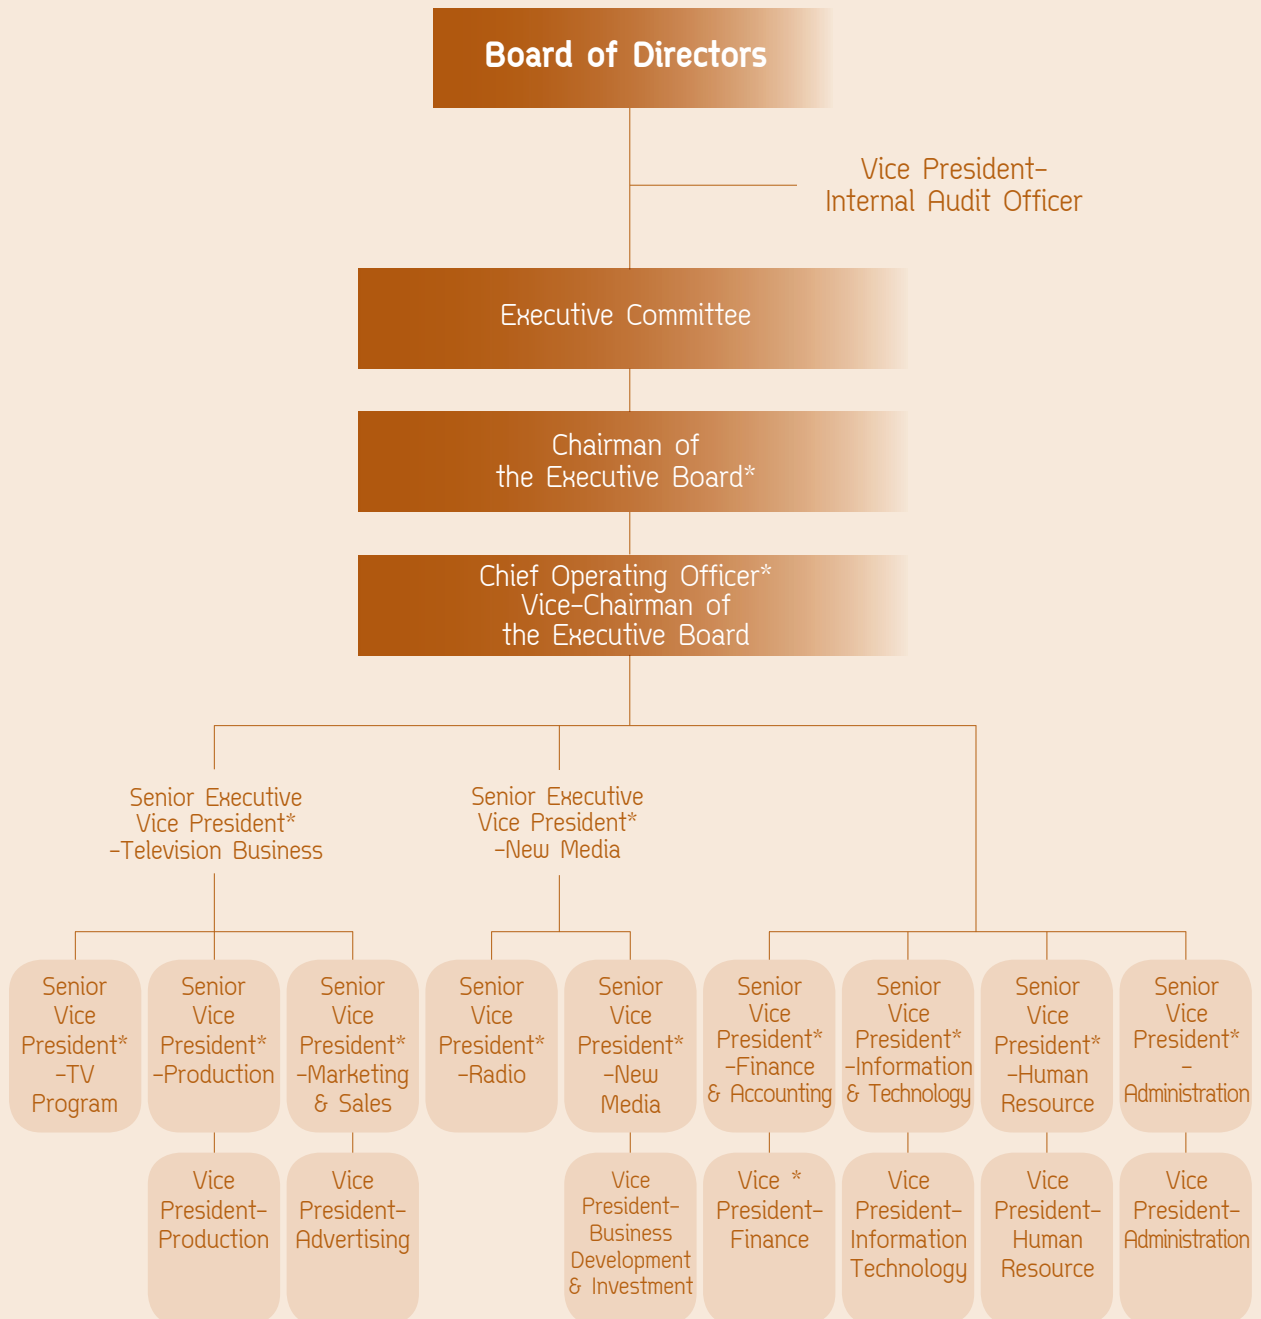 Board of Directors
Vice President-
Internal Audit Officer
Executive Committee
Chairman of
the Executive Board*
Chief Operating Officer*
Vice-Chairman of
the Executive Board
Senior Executive
Vice President*
-Television Business
Senior Executive
Vice President*
-New Media
Senior
Vice
President*
-TV
Program
Senior
Vice
President*
-Production
Senior
Vice
President*
-Marketing
& Sales
Senior
Vice
President*
-Radio
Senior
Vice
President*
-New
Media
Senior
Vice
President*
-Finance
& Accounting
Senior
Vice
President*
-Information
& Technology
Senior
Vice
President*
-Human
Resource
Senior
Vice
President*
-
Administration
Vice
President-
Production
Vice
President-
Advertising
Vice
President-
Business
Development
& Investment
Vice *
President-
Finance
Vice
President-
Information
Technology
Vice
President-
Human
Resource
Vice
President-
Administration